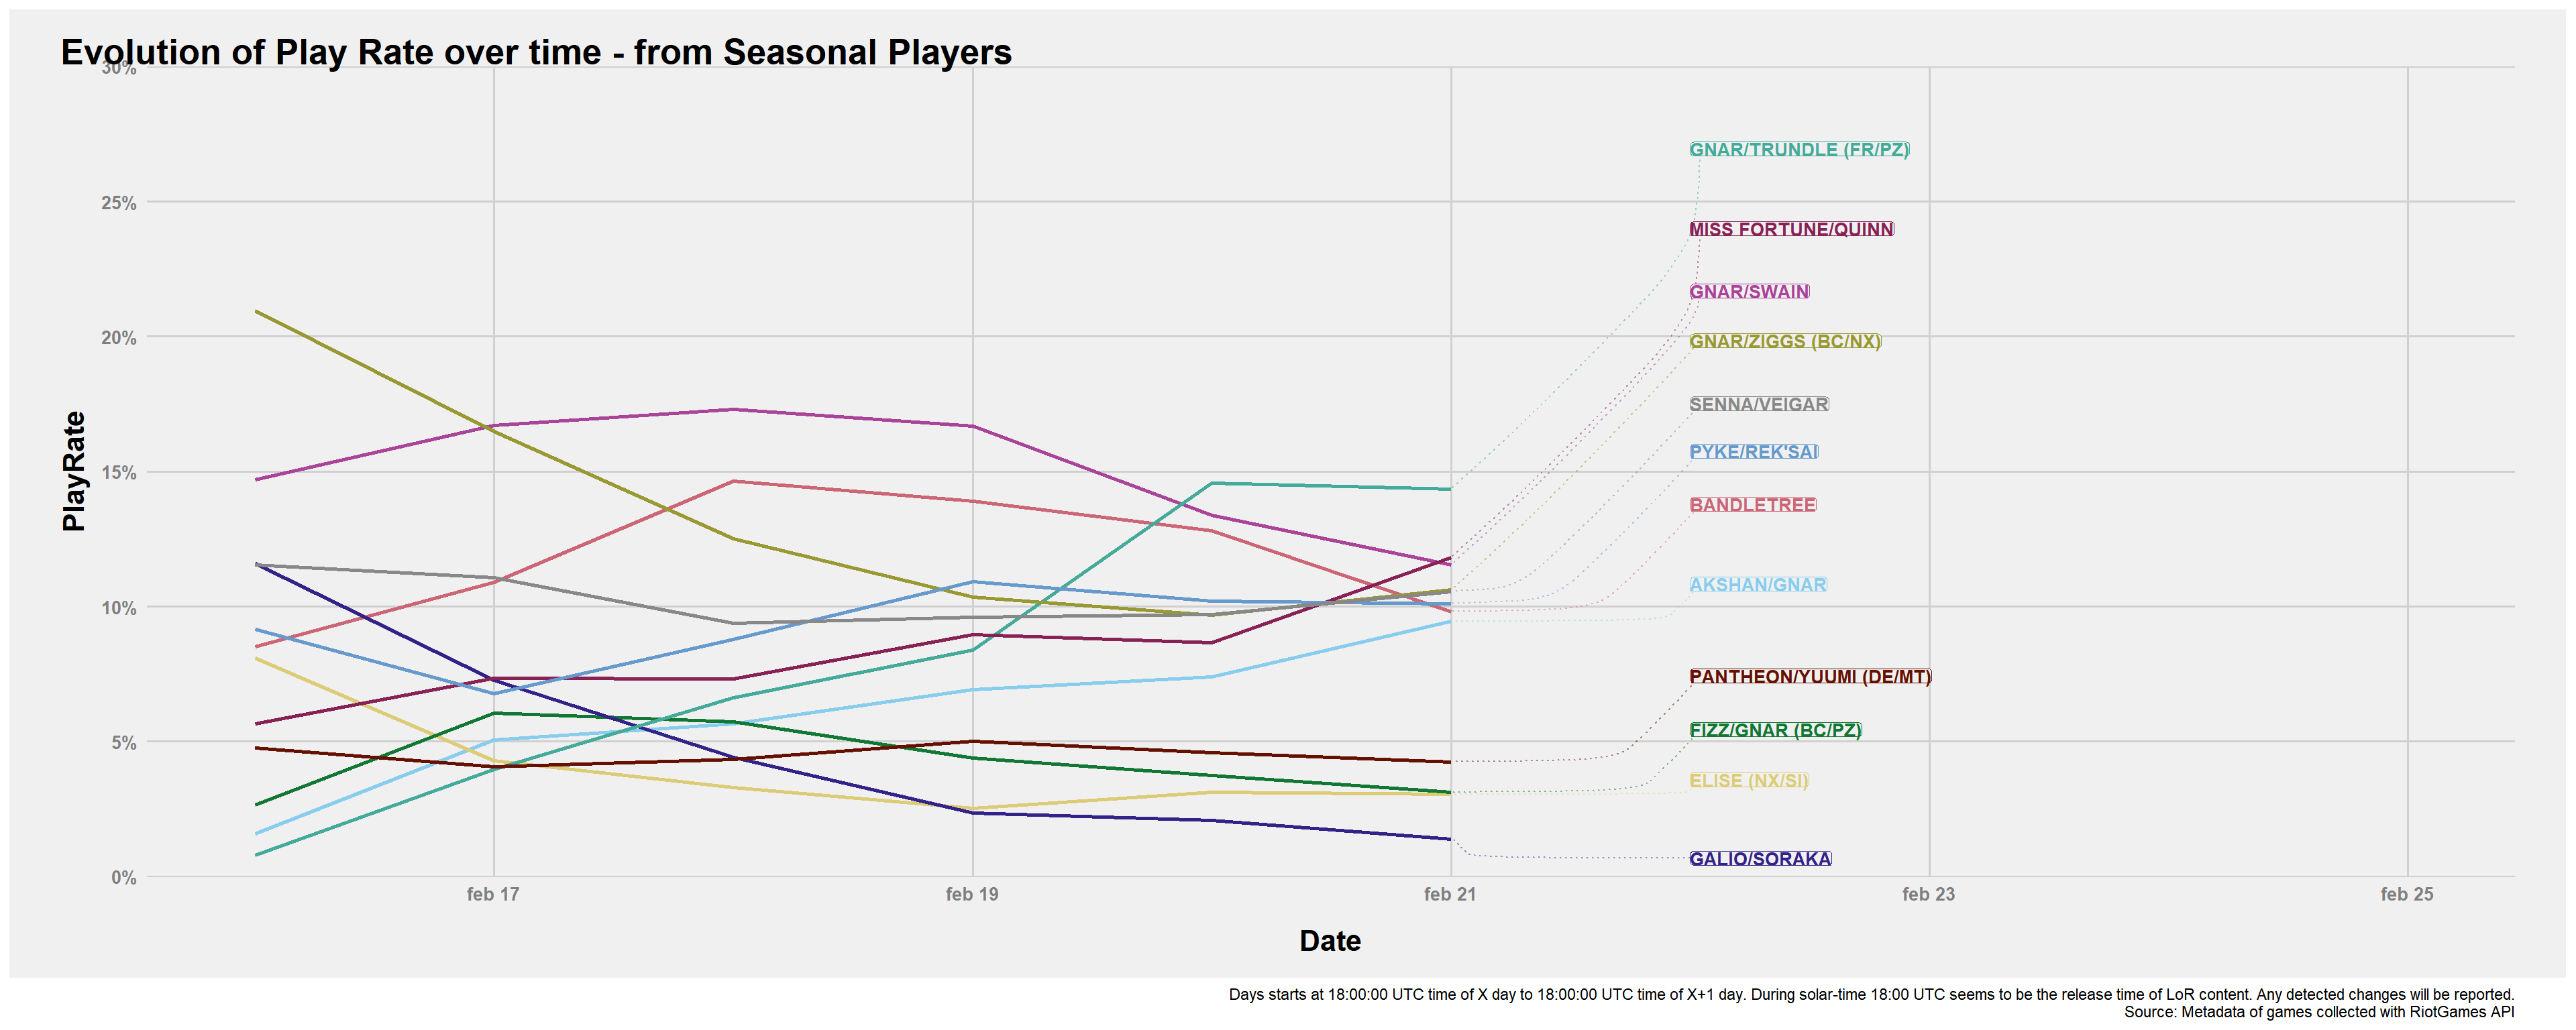 Evolution of Play Rate over time - from Seasonal Players
30%
25%
20%
15%
10%
5%
0%
PlayRate
GNAR/TRUNDLE (FR/PZ)
MISS FORTUNE/QUINN
GNAR/SWAIN
GNAR/ZIGGS (BC/NX)
SENNA/VEIGAR
PYKE/REK'SAI
BANDLETREE
AKSHAN/GNAR
PANTHEON/YUUMI (DE/MT)
FIZZ/GNAR (BC/PZ)
ELISE (NX/SI)
GALIO/SORAKA
feb 17
feb 19
feb 21
feb 23
feb 25
Date
Days starts at 18:00:00 UTC time of X day to 18:00:00 UTC time of X+1 day. During solar-time 18:00 UTC seems to be the release time of LoR content. Any detected changes will be reported.
Source: Metadata of games collected with RiotGames API